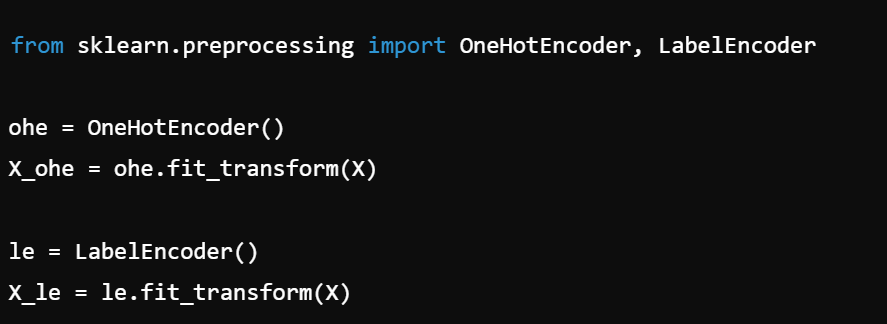 from sklearn.preprocessing import OneHotEncoder, LabelEncoder
ohe = OneHotEncoder()
X_ohe = ohe.fit_transform(X)
le = LabelEncoder()
X_le = le.fit_transform(X)